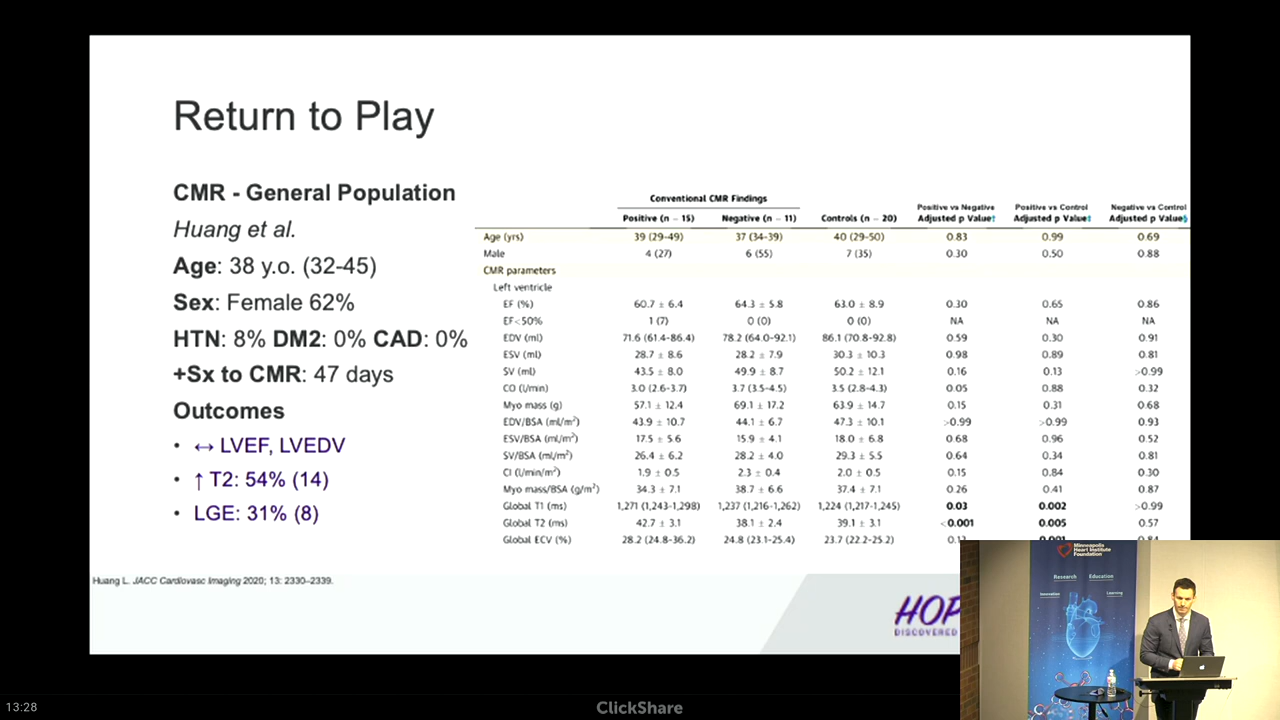 Return to Play
CMR - General Population
Huang et al.
Age: 38 y.o. (32-45)
Sex: Female 62%
HTN: 8% DM2: 0% CAD: 0%
+Sx to CMR: 47 days
Outcomes
• ↔ LVEF, LVEDV
• ↑ T2: 54% (14)
• LGE: 31% (8)
Conventional CMR Findings
Positive vs Negative Positive vs Control Negative vs Control
Positive (n – 15) Negative (n – 11) Controls (n – 20) Adjusted p Value† Adjusted p Value‡ Adjusted p Value§
Age (yrs) 39 (29-49) 37 (34-39) 40 (29-50) 0.83 0.99 0.69
Male 4 (27) 6 (55) 7 (35) 0.30 0.50 0.88
CMR parameters
Left ventricle
EF (%) 60.7 ± 6.4 64.3 ± 5.8 63.0 ± 8.9 0.30 0.65 0.86
EF<50% 1 (7) 0 (0) 0 (0) NA NA NA
EDV (ml) 71.6 (61.4-86.4) 78.2 (64.0-92.1) 86.1 (70.8-92.8) 0.59 0.30 0.91
ESV (ml) 28.7 ± 8.6 28.2 ± 7.9 30.3 ± 10.3 0.98 0.89 0.81
SV (ml) 43.5 ± 8.0 49.9 ± 8.7 50.2 ± 12.1 0.16 0.13 >0.99
CO (l/min) 3.0 (2.6-3.7) 3.7 (3.5-4.5) 3.5 (2.8-4.3) 0.05 0.88 0.32
Myo mass (g) 57.1 ± 12.4 69.1 ± 17.2 63.9 ± 14.7 0.15 0.31 0.68
EDV/BSA (ml/m²) 43.9 ± 10.7 44.1 ± 6.7 47.3 ± 10.1 >0.99 >0.99 0.93
ESV/BSA (ml/m²) 17.5 ± 5.6 15.9 ± 4.1 18.0 ± 6.8 0.68 0.96 0.52
SV/BSA (ml/m²) 26.4 ± 6.2 28.2 ± 4.0 29.3 ± 5.5 0.64 0.34 0.81
CI (l/min/m²) 1.9 ± 0.5 2.3 ± 0.4 2.0 ± 0.5 0.15 0.84 0.30
Myo mass/BSA (g/m²) 34.3 ± 7.1 38.7 ± 6.6 37.4 ± 7.1 0.26 0.41 0.87
Global T1 (ms) 1,271 (1,243-1,298) 1,237 (1,216-1,262) 1,224 (1,217-1,245) 0.03 0.002 >0.99
Global T2 (ms) 42.7 ± 3.1 38.1 ± 2.4 39.1 ± 3.1 <0.001 0.005 0.57
Global ECV (%) 28.2 (24.8-36.2) 24.8 (23.1-25.4) 23.7 (22.2-25.2)
Huang L. JACC Cardiovasc Imaging 2020; 13: 2330–2339.
HOP
DISCOVERED
Minneapolis
Heart Institute
Foundation
Research Education
Innovation Learning
13:28
ClickShare